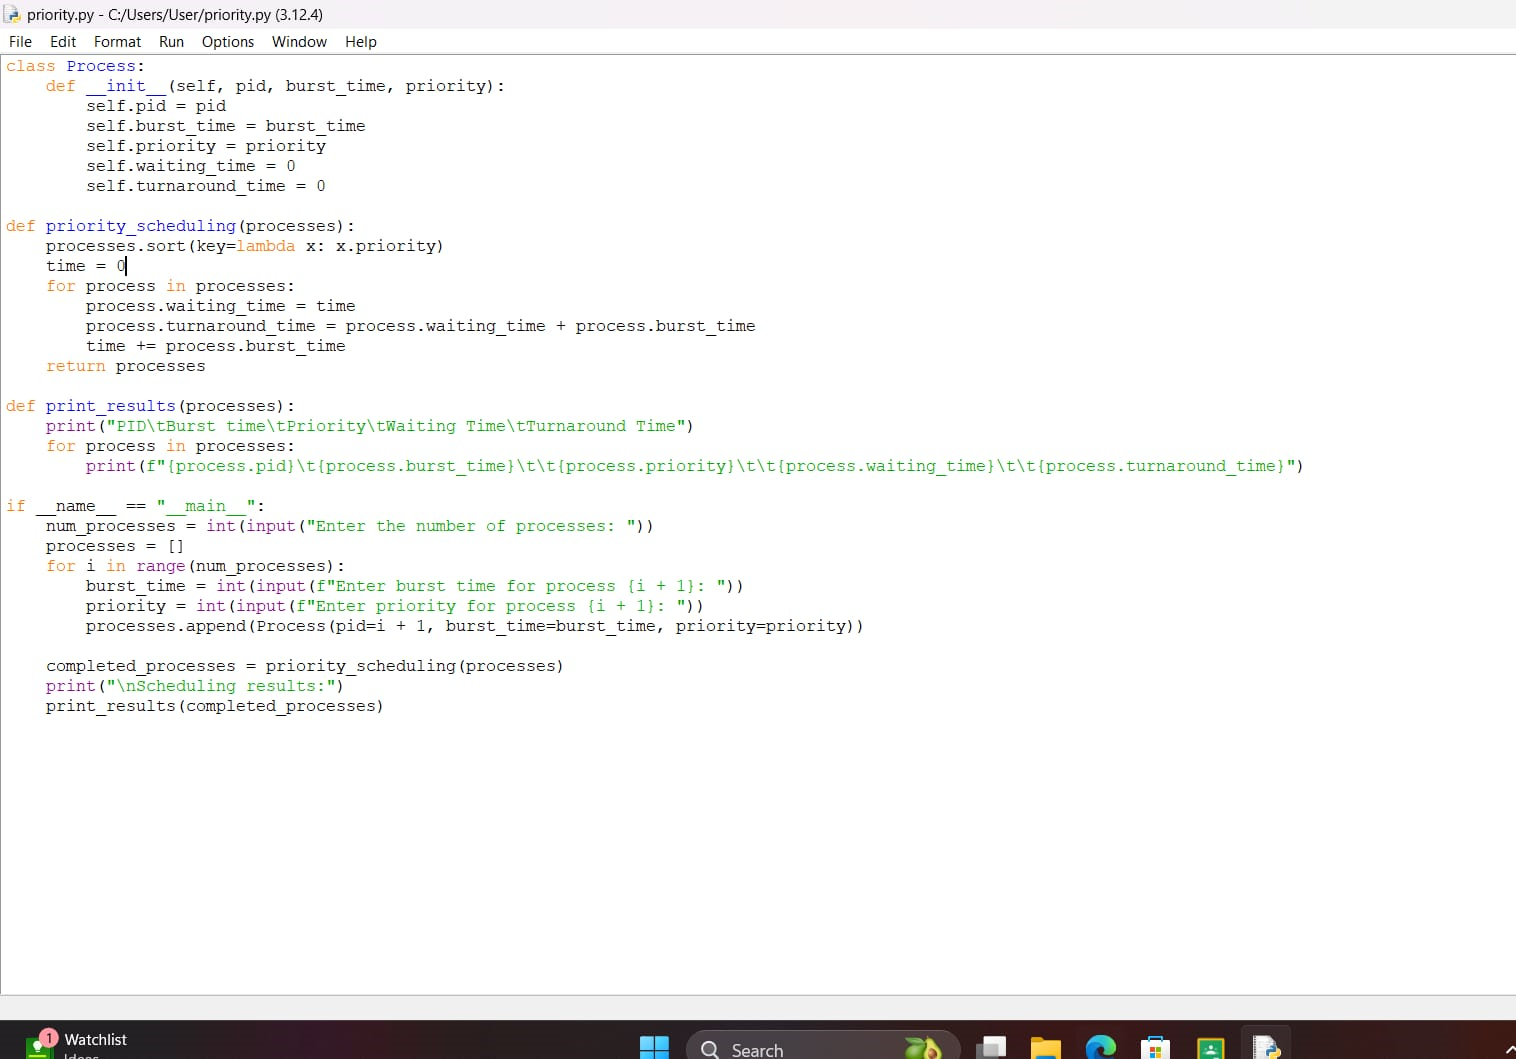 priority.py - C:/Users/User/priority.py (3.12.4)
File Edit Format Run Options Window Help
class Process:
    def __init__(self, pid, burst_time, priority):
        self.pid = pid
        self.burst_time = burst_time
        self.priority = priority
        self.waiting_time = 0
        self.turnaround_time = 0

def priority_scheduling(processes):
    processes.sort(key=lambda x: x.priority)
    time = 0
    for process in processes:
        process.waiting_time = time
        process.turnaround_time = process.waiting_time + process.burst_time
        time += process.burst_time
    return processes

def print_results(processes):
    print("PID\tBurst time\tPriority\tWaiting Time\tTurnaround Time")
    for process in processes:
        print(f"{process.pid}\t{process.burst_time}\t\t{process.priority}\t\t{process.waiting_time}\t\t{process.turnaround_time}")

if __name__ == "__main__":
    num_processes = int(input("Enter the number of processes: "))
    processes = []
    for i in range(num_processes):
        burst_time = int(input(f"Enter burst time for process {i + 1}: "))
        priority = int(input(f"Enter priority for process {i + 1}: "))
        processes.append(Process(pid=i + 1, burst_time=burst_time, priority=priority))

    completed_processes = priority_scheduling(processes)
    print("\nScheduling results:")
    print_results(completed_processes)
1
Watchlist
Ideas
Search